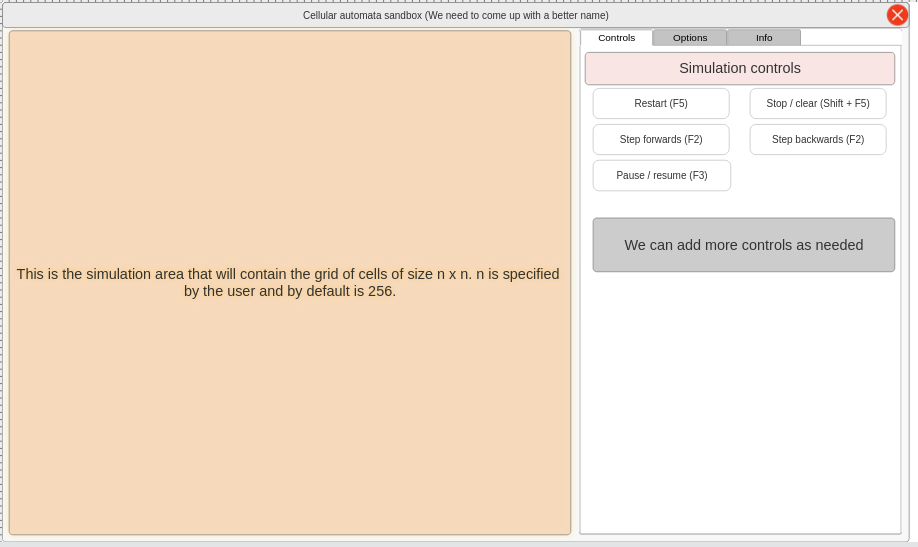 Cellular automata sandbox (We need to come up with a better name)
Controls Options Info
Simulation controls
Restart (F5) Stop / clear (Shift + F5)
Step forwards (F2) Step backwards (F2)
Pause / resume (F3)
We can add more controls as needed
This is the simulation area that will contain the grid of cells of size n x n. n is specified
by the user and by default is 256.